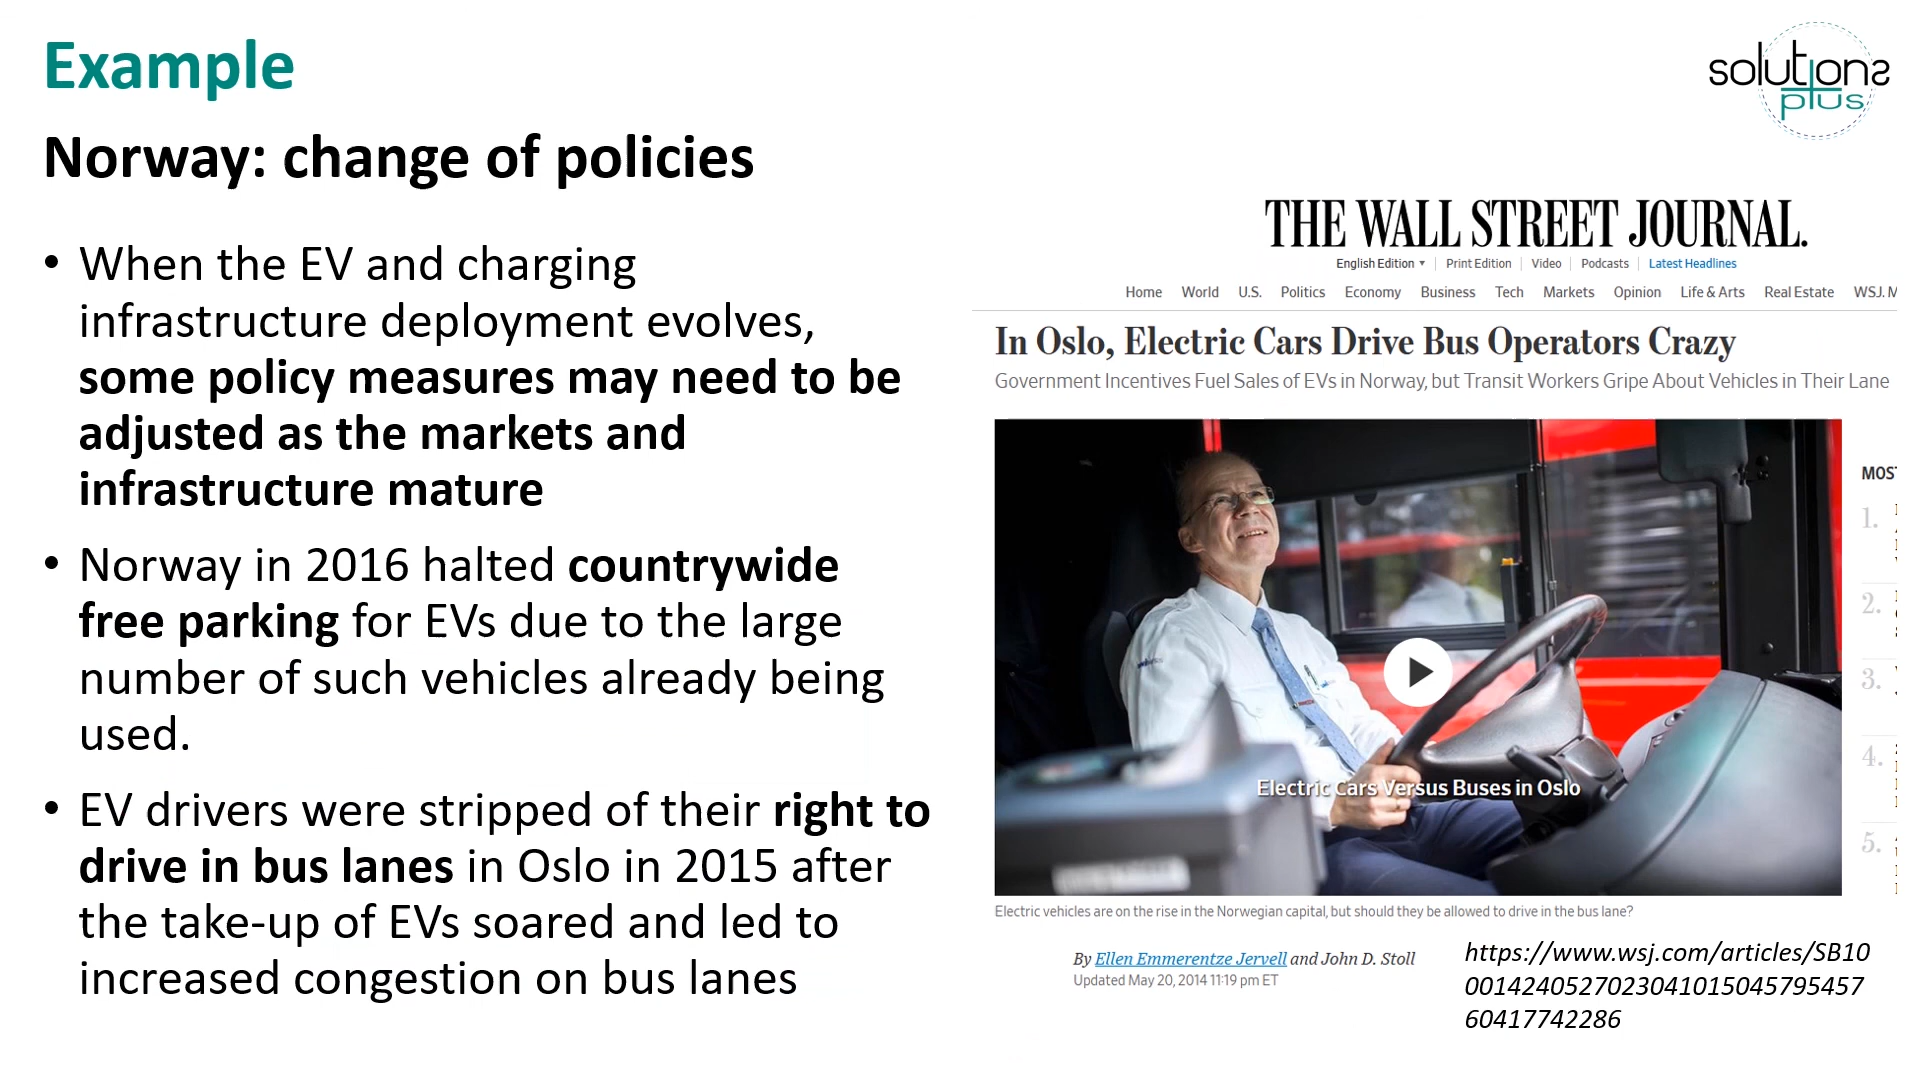 Example
solutions
plus
Norway: change of policies
• When the EV and charging
infrastructure deployment evolves,
some policy measures may need to be
adjusted as the markets and
infrastructure mature
• Norway in 2016 halted countrywide
free parking for EVs due to the large
number of such vehicles already being
used.
• EV drivers were stripped of their right to
drive in bus lanes in Oslo in 2015 after
the take-up of EVs soared and led to
increased congestion on bus lanes
THE WALL STREET JOURNAL.
English Edition ▾ | Print Edition | Video | Podcasts | Latest Headlines
Home World U.S. Politics Economy Business Tech Markets Opinion Life & Arts Real Estate WSJ. M
In Oslo, Electric Cars Drive Bus Operators Crazy
Government Incentives Fuel Sales of EVs in Norway, but Transit Workers Gripe About Vehicles in Their Lane
Electric Cars Versus Buses in Oslo
MOS
1.
2.
3.
4.
5.
Electric vehicles are on the rise in the Norwegian capital, but should they be allowed to drive in the bus lane?
By Ellen Emmerentze Jervell and John D. Stoll
Updated May 20, 2014 11:19 pm ET
https://www.wsj.com/articles/SB10
001424052702304101504579545​7
60417742286